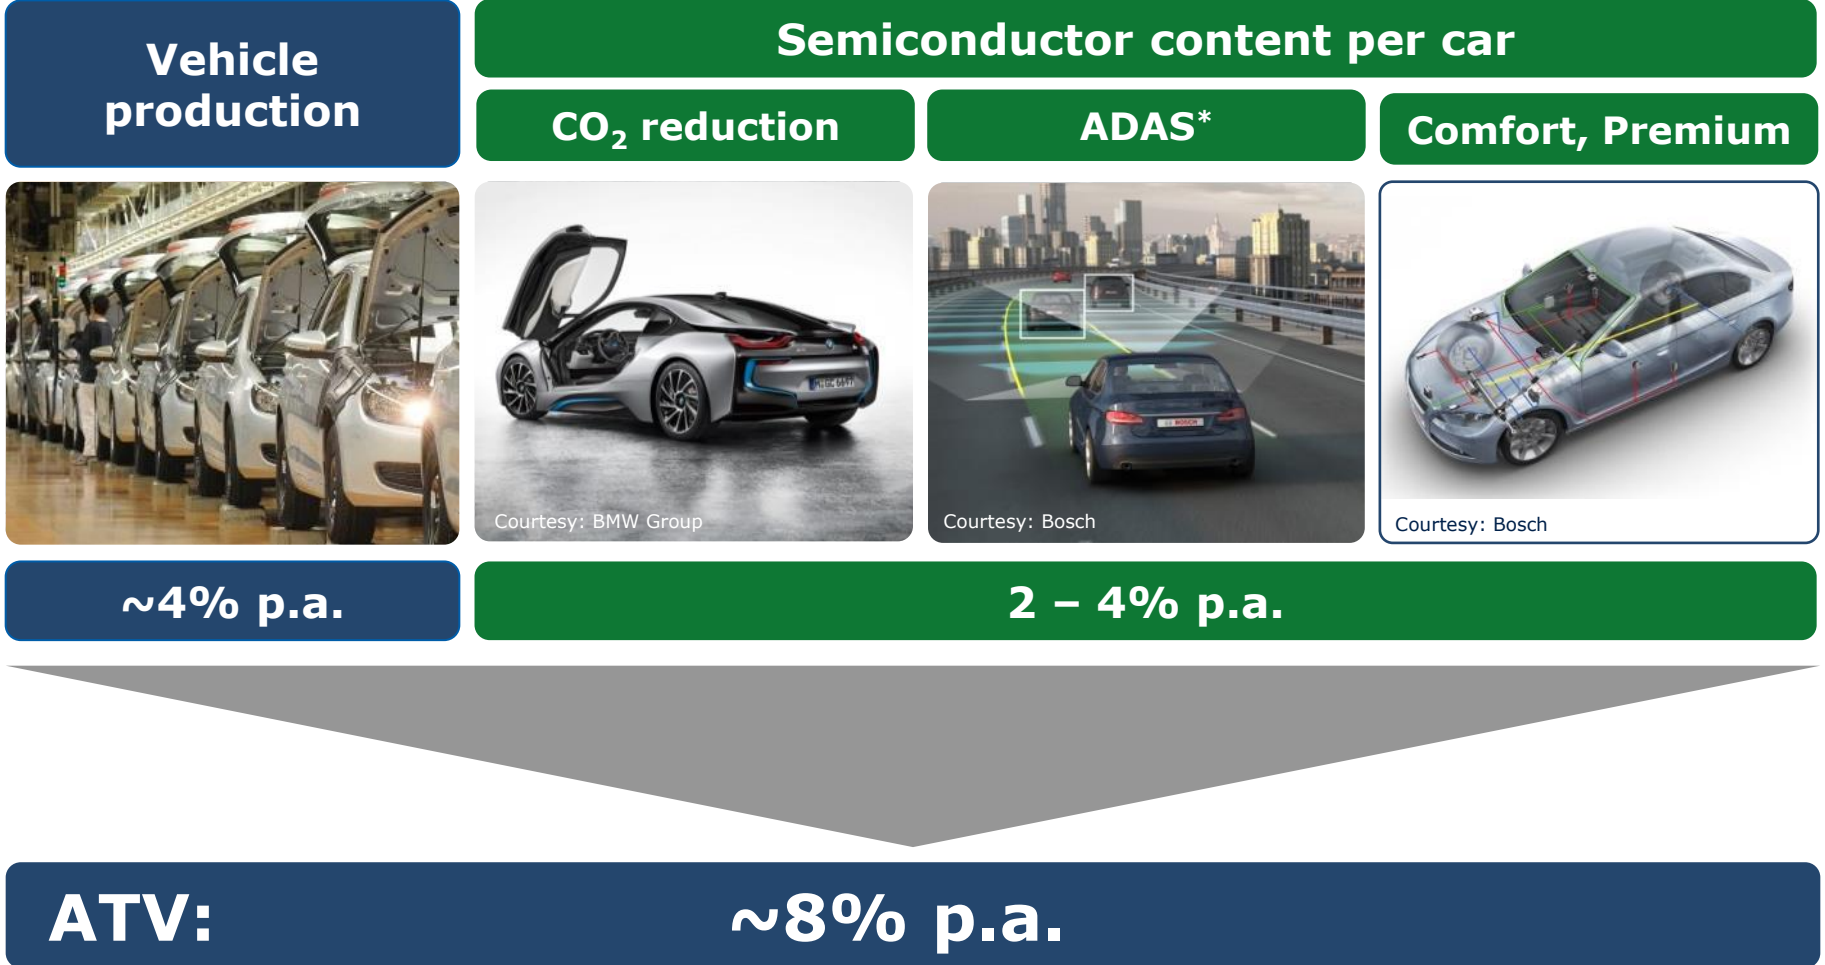 Vehicle
production
Semiconductor content per car
CO₂ reduction
ADAS*
Comfort, Premium
Courtesy: BMW Group
BOSCH
Courtesy: Bosch
Courtesy: Bosch
~4% p.a.
2 – 4% p.a.
ATV:
~8% p.a.